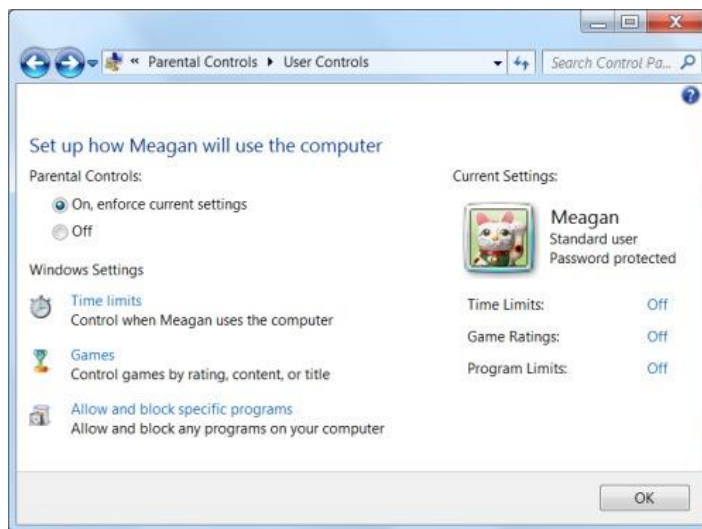 « Parental Controls ▸ User Controls
Search Control Pa...
Set up how Meagan will use the computer
Parental Controls:
On, enforce current settings
Off
Windows Settings
Time limits
Control when Meagan uses the computer
Games
Control games by rating, content, or title
Allow and block specific programs
Allow and block any programs on your computer
Current Settings:
Meagan
Standard user
Password protected
Time Limits: Off
Game Ratings: Off
Program Limits: Off
OK